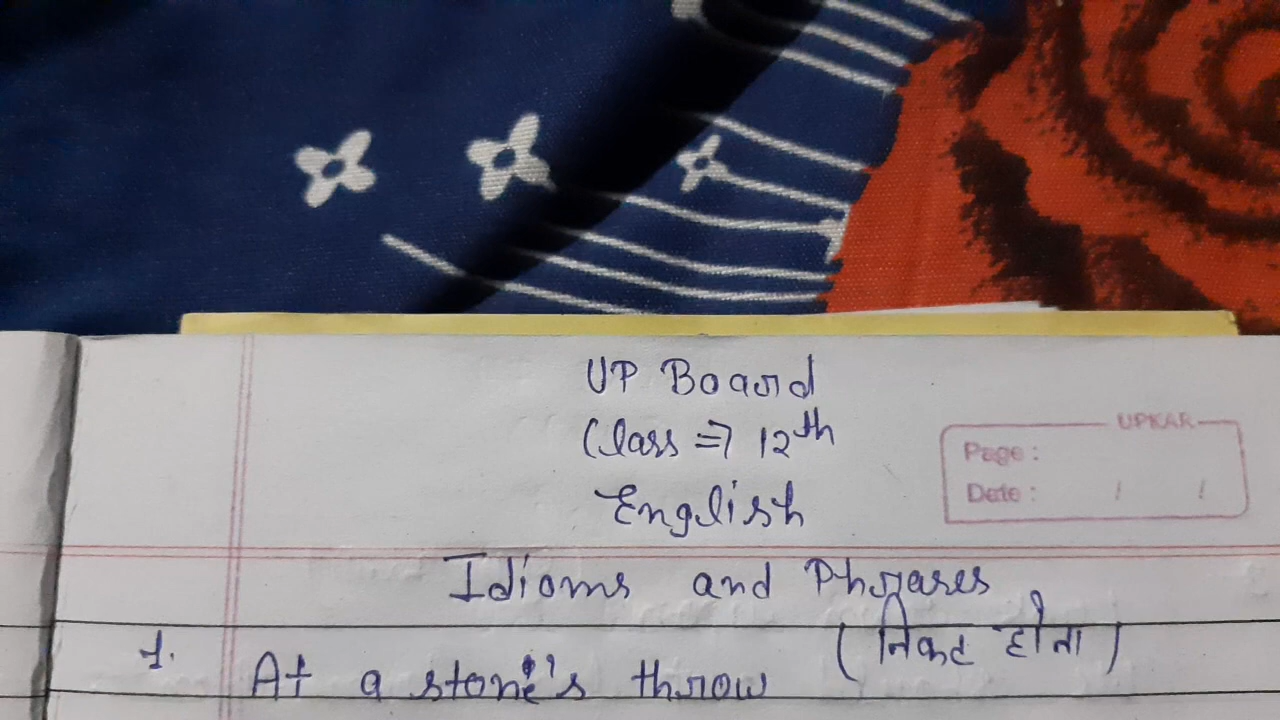 UP Board
Class => 12th
UPKAR
Page :
English
Date : / /
Idioms and Phrases
1. At a stone's throw (निकट होना)